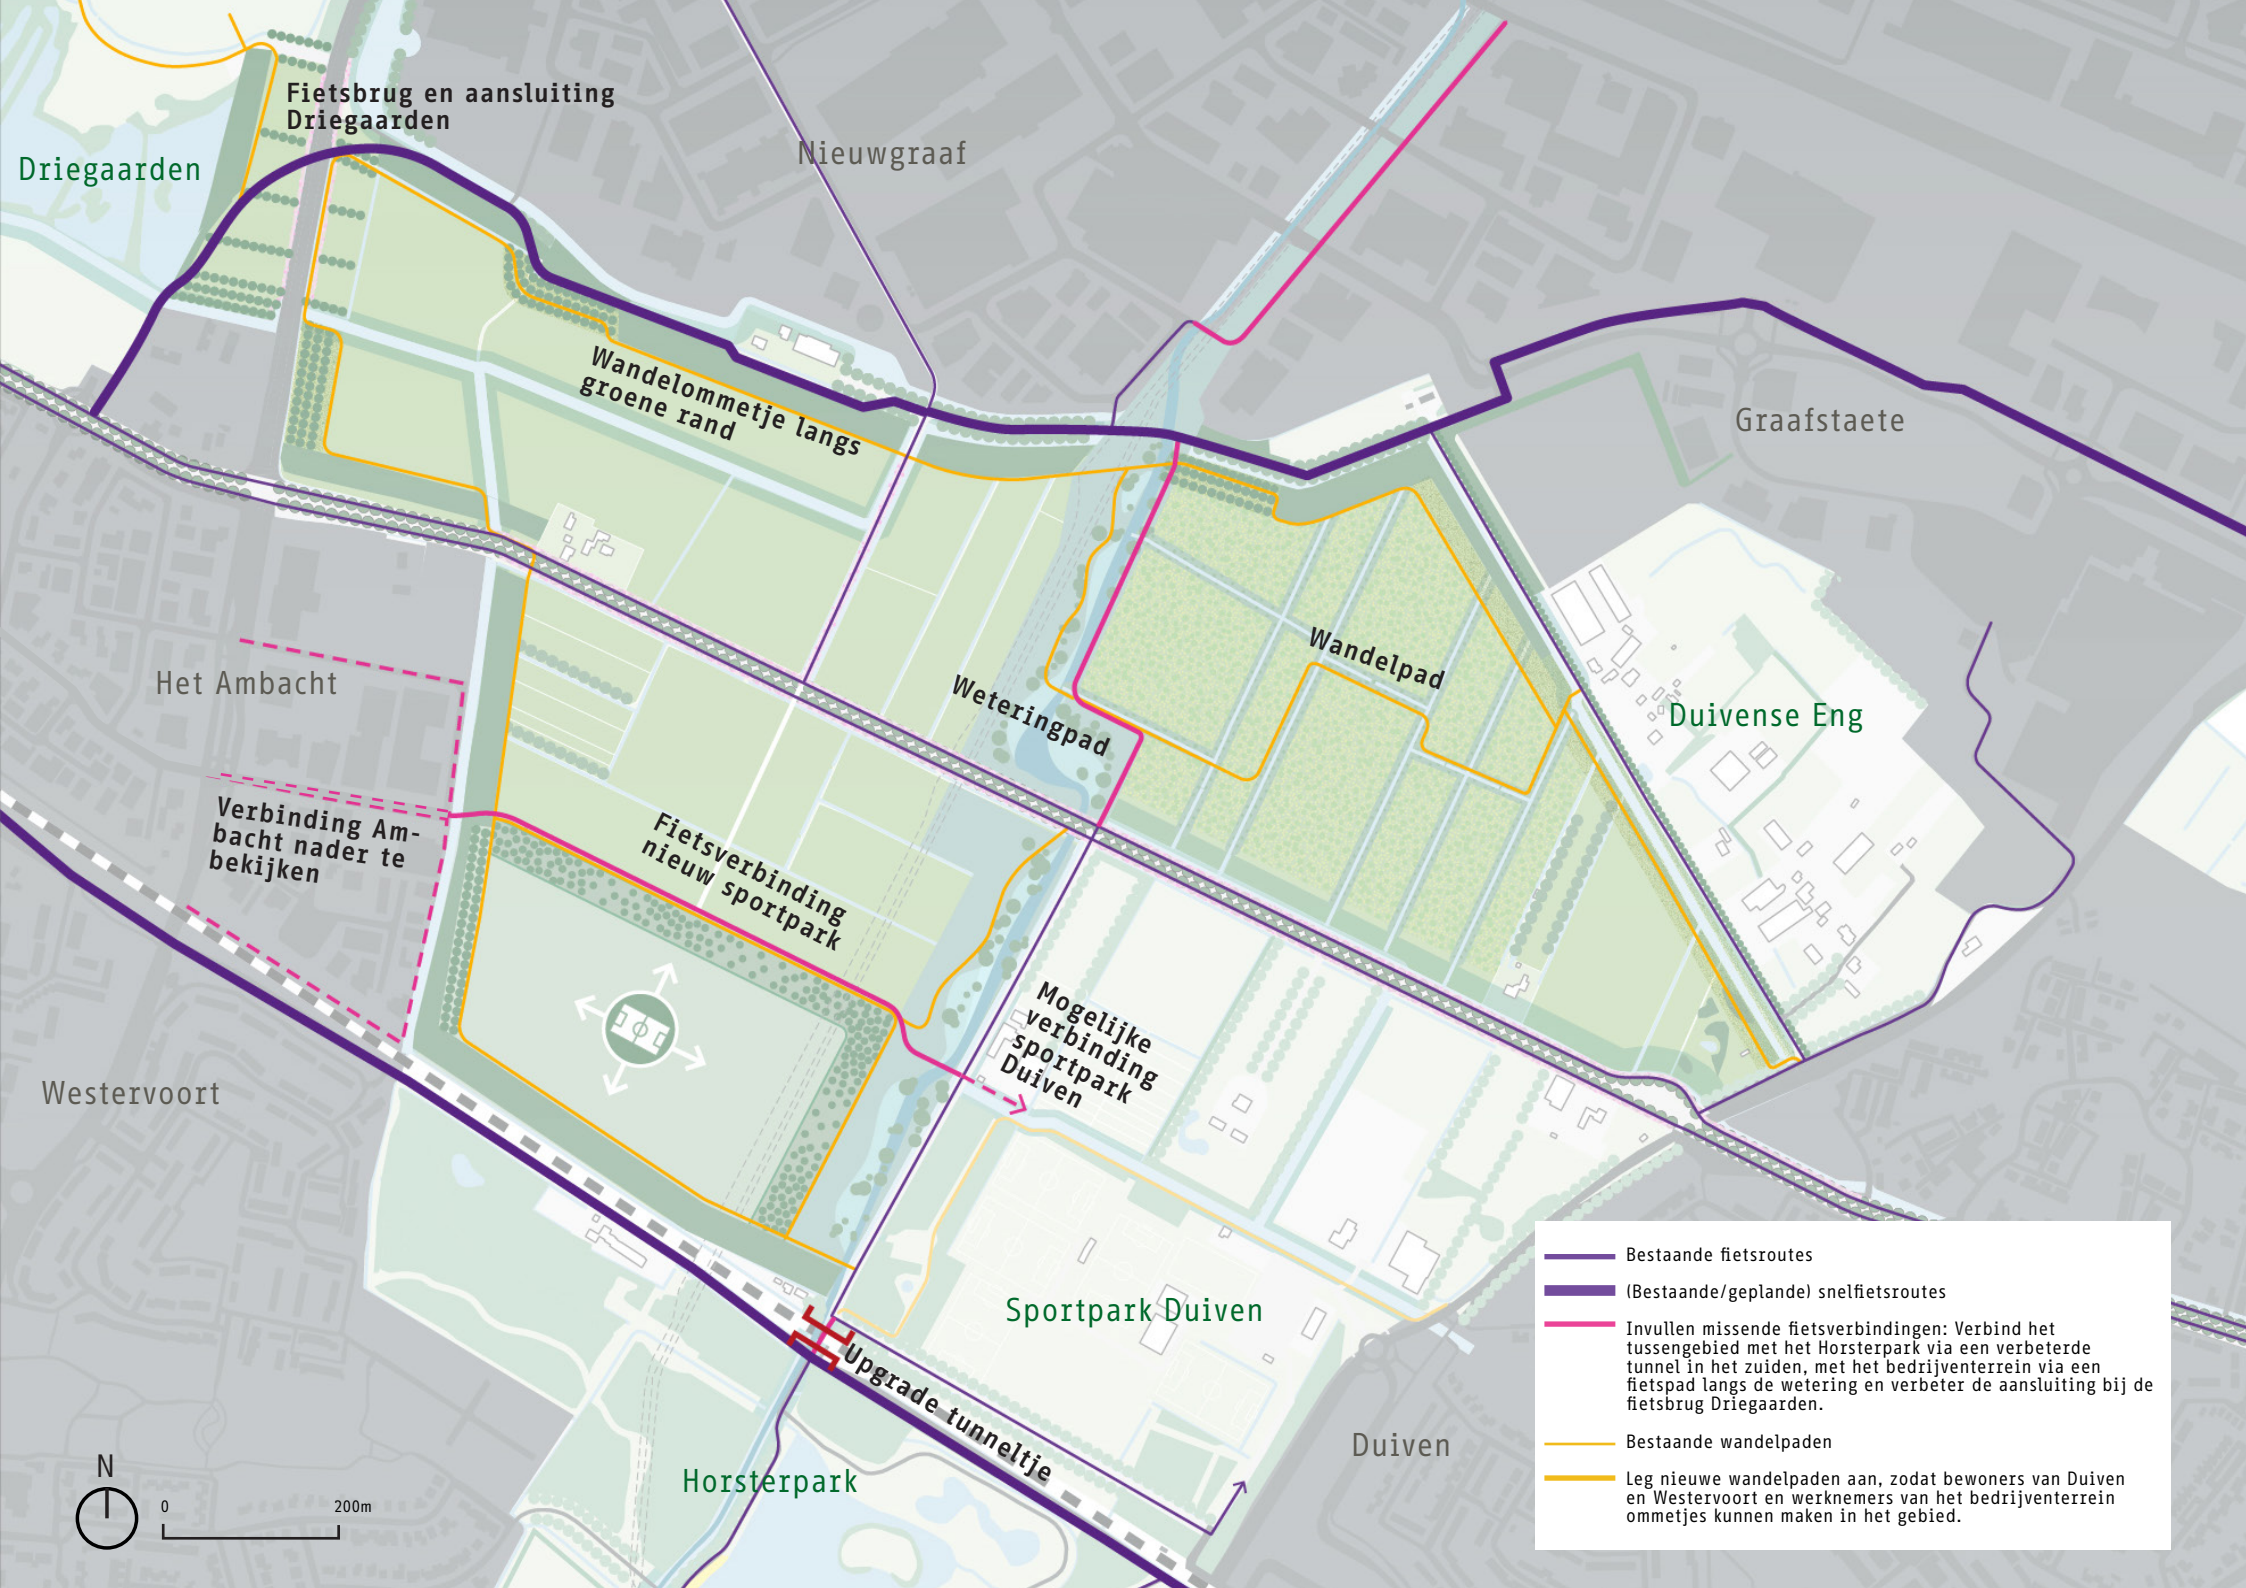 Fietsbrug en aansluiting
Driegaarden
Driegaarden
Nieuwgraaf
Wandelommetje langs
groene rand
Graafstaete
Wandelpad
Het Ambacht
Weteringpad
Duivense Eng
Verbinding Am-
bacht nader te
bekijken
Fietsverbinding
nieuw sportpark
Mogelijke
verbinding
sportpark
Duiven
Westervoort
Sportpark Duiven
Upgrade tunneltje
Duiven
Horsterpark
N
0 200m
Bestaande fietsroutes
(Bestaande/geplande) snelfietsroutes
Invullen missende fietsverbindingen: Verbind het
tussengebied met het Horsterpark via een verbeterde
tunnel in het zuiden, met het bedrijventerrein via een
fietspad langs de wetering en verbeter de aansluiting bij de
fietsbrug Driegaarden.
Bestaande wandelpaden
Leg nieuwe wandelpaden aan, zodat bewoners van Duiven
en Westervoort en werknemers van het bedrijventerrein
ommetjes kunnen maken in het gebied.